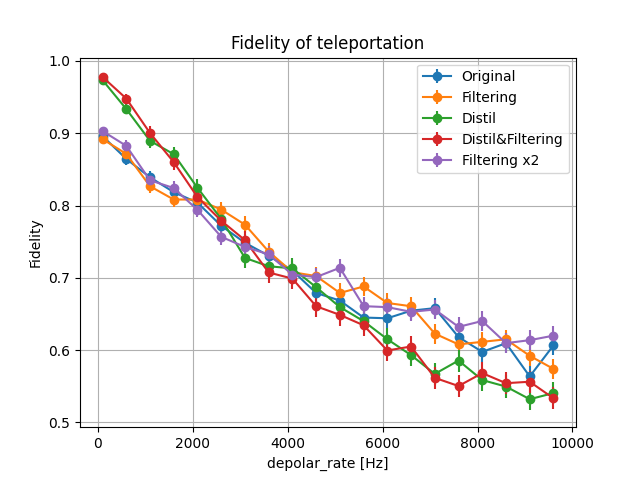 Fidelity of teleportation
1.0
0.9
0.8
0.7
0.6
0.5
Fidelity
Original
Filtering
Distil
Distil&Filtering
Filtering x2
0
2000
4000
6000
8000
10000
depolar_rate [Hz]